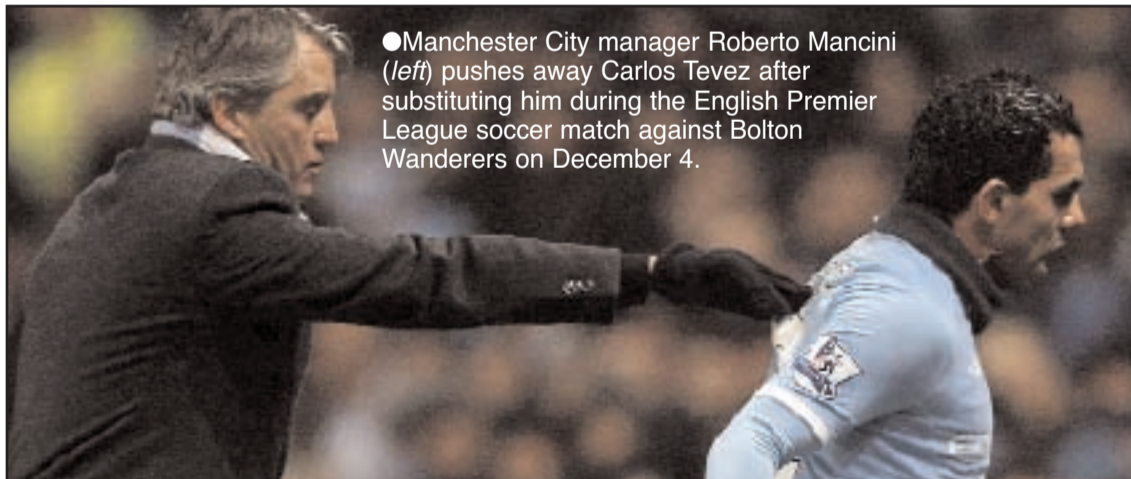 ●Manchester City manager Roberto Mancini
(left) pushes away Carlos Tevez after
substituting him during the English Premier
League soccer match against Bolton
Wanderers on December 4.